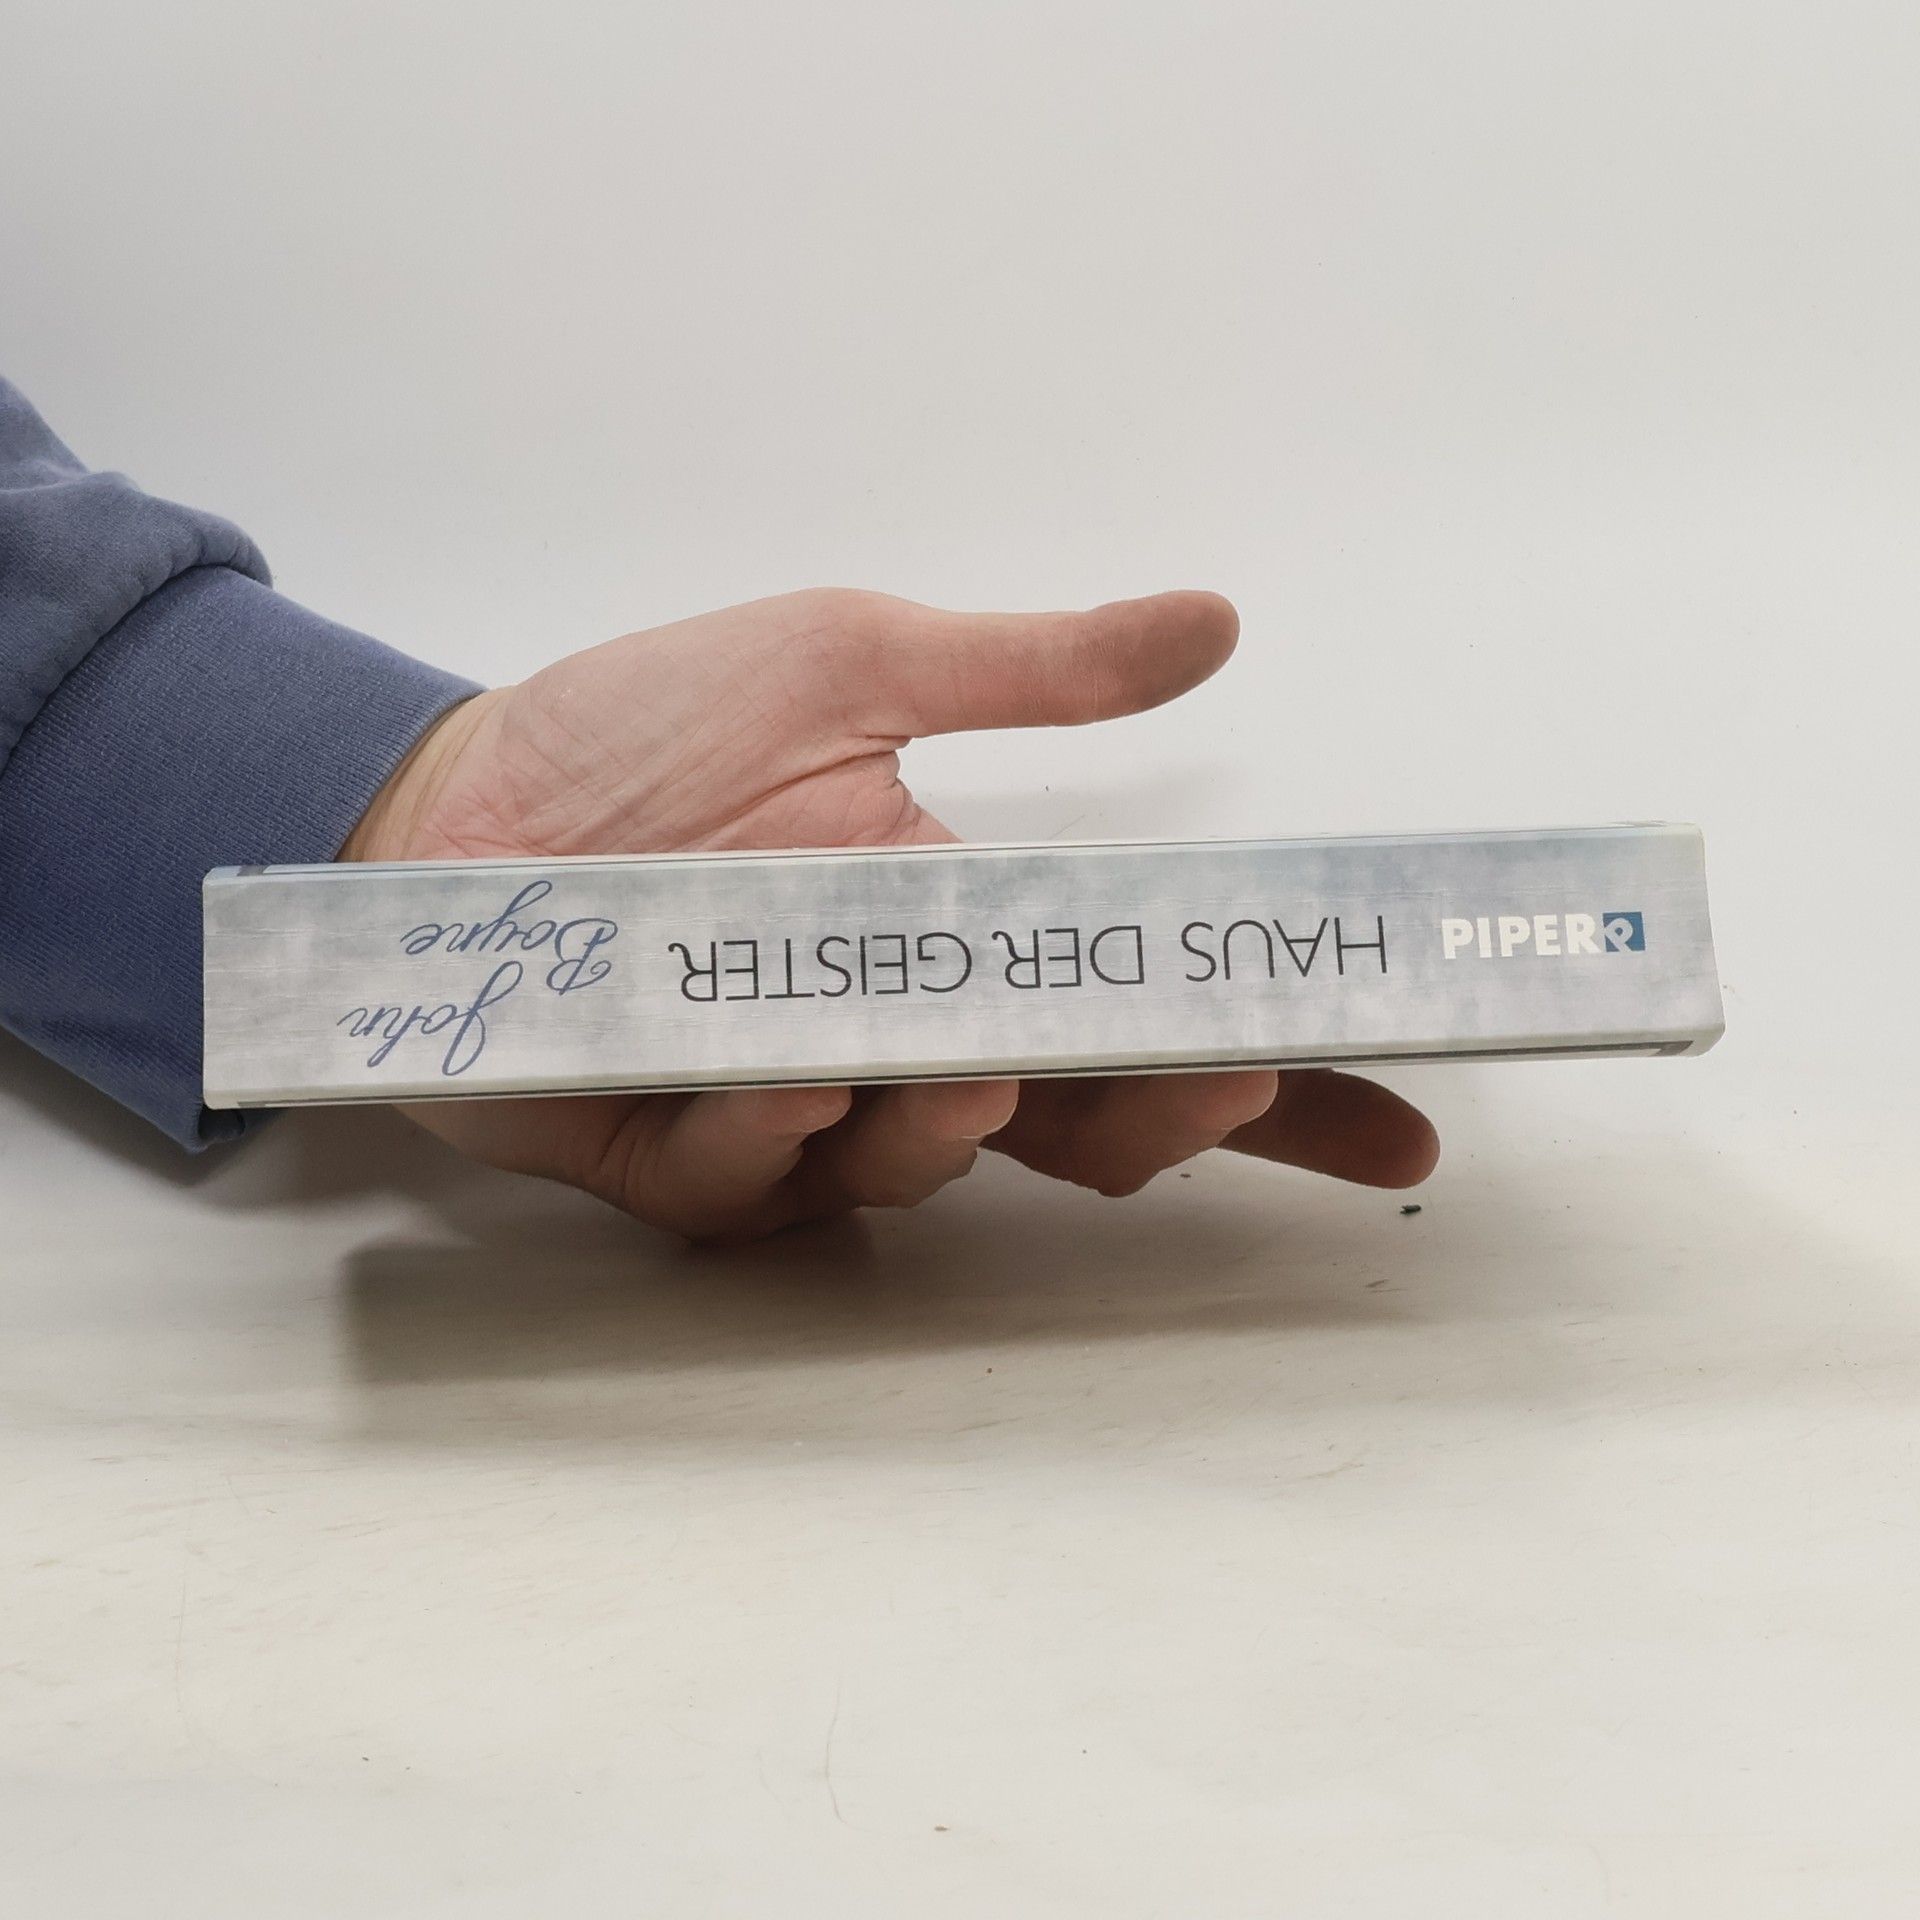 John
Boyne
HAUS DER GEISTER
PIPER